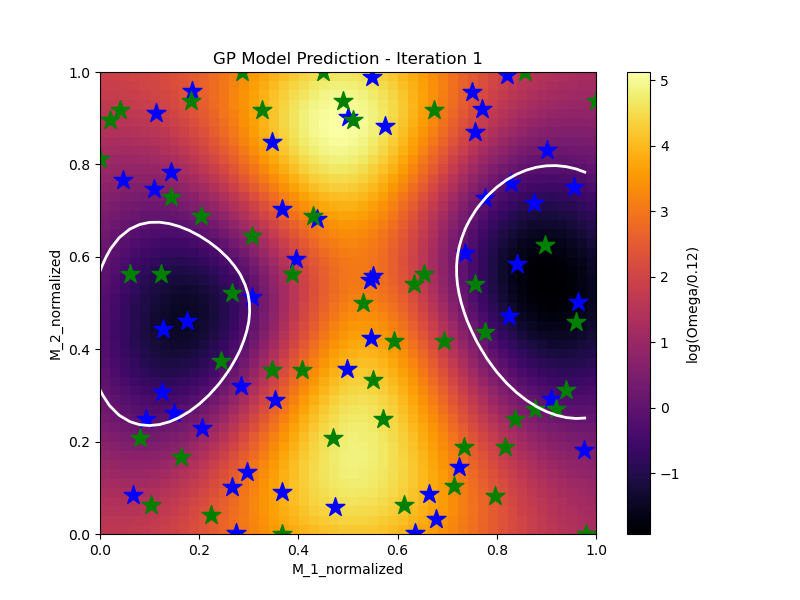 GP Model Prediction - Iteration 1
M_2_normalized
1.0
0.8
0.6
0.4
0.2
0.0
0.0 0.2 0.4 0.6 0.8 1.0
M_1_normalized
5
4
3
2
1
0
−1
log(Omega/0.12)